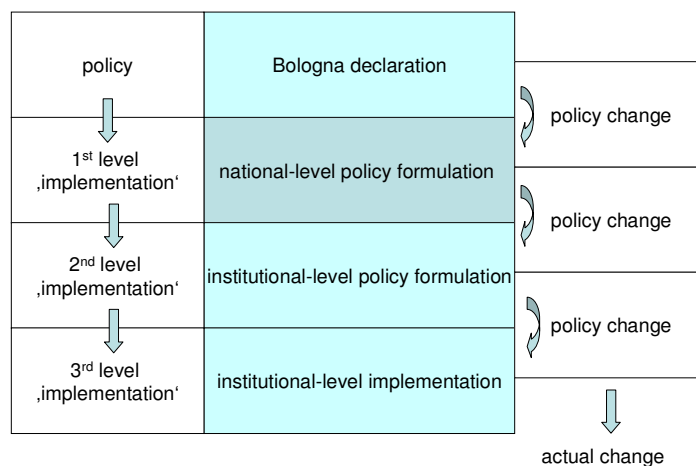 policy
Bologna declaration
policy change
1st level
‚implementation‘
national-level policy formulation
policy change
2nd level
‚implementation‘
institutional-level policy formulation
policy change
3rd level
‚implementation‘
institutional-level implementation
actual change